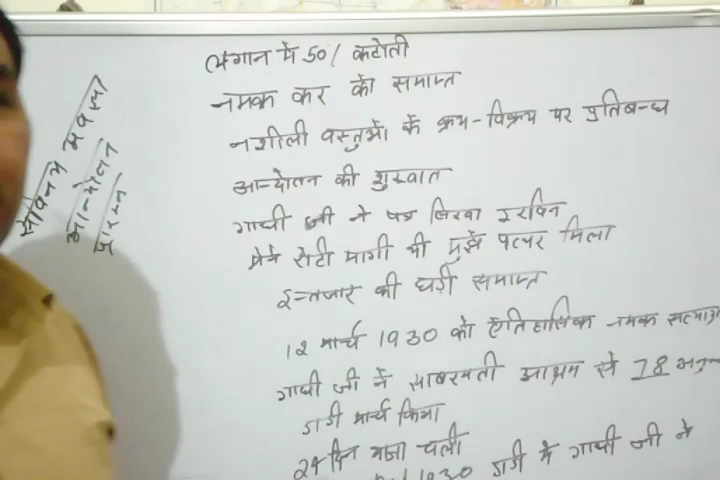 सविनय अवज्ञा
आन्दोलन
प्रारम्भ
लगान मे 50% कटोती
नमक कर को समाप्त
नशीली वस्तुओं के क्रय-विक्रय पर प्रतिबन्ध
आन्दोलन की शुरुवात
गाधी जी ने पत्र लिखा इरविन
मेने रोटी मागी थी मुझे पत्थर मिला
इन्तजार की घड़ी समाप्त
12 मार्च 1930 को ऐतिहासिक नमक सत्याग्र
गाधी जी ने साबरमती आश्रम से 78
डाडी मार्च किया
24 दिन यात्रा चली
1930 डाडी मे गाधी जी ने